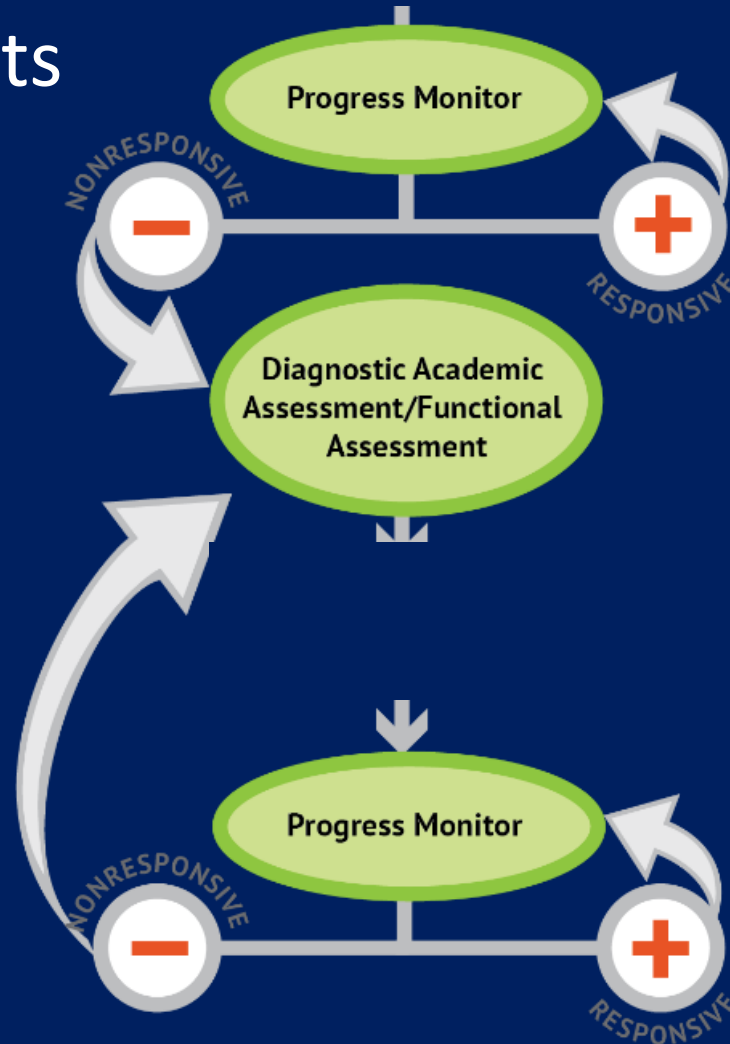 ts
Progress Monitor
NONRESPONSIVE
RESPONSIVE
Diagnostic Academic
Assessment/Functional
Assessment
Progress Monitor
NONRESPONSIVE
RESPONSIVE